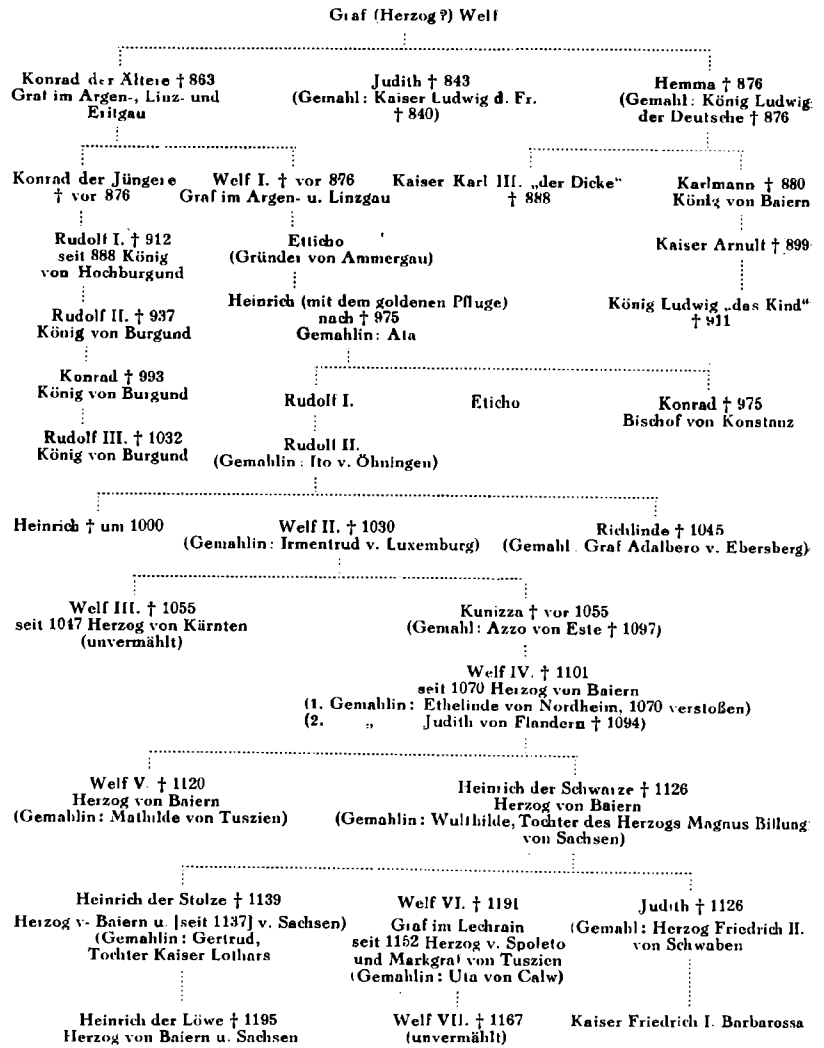 Graf (Herzog?) Welf
Konrad der Ältere † 863
Graf im Argen-, Linz- und
Eritgau
Judith † 843
(Gemahl: Kaiser Ludwig d. Fr.
† 840)
Hemma † 876
(Gemahl: König Ludwig
der Deutsche † 876
Konrad der Jüngere
† vor 876
Welf I. † vor 876
Graf im Argen- u. Linzgau
Kaiser Karl III. „der Dicke“
† 888
Karlmann † 880
König von Baiern
Rudolf I. † 912
seit 888 König
von Hochburgund
Etticho
(Gründer von Ammergau)
Kaiser Arnulf † 899
Rudolf II. † 937
König von Burgund
Heinrich (mit dem goldenen Pfluge)
nach † 975
Gemahlin: Ata
König Ludwig „das Kind“
† 911
Konrad † 993
König von Burgund
Rudolf I.
Eticho
Konrad † 975
Bischof von Konstanz
Rudolf III. † 1032
König von Burgund
Rudolf II.
(Gemahlin: Ito v. Öhningen)
Heinrich † um 1000
Welf II. † 1030
(Gemahlin: Irmentrud v. Luxemburg)
Richlinde † 1045
(Gemahl Graf Adalbero v. Ebersberg)
Welf III. † 1055
seit 1047 Herzog von Kärnten
(unvermählt)
Kunizza † vor 1055
(Gemahl: Azzo von Este † 1097)
Welf IV. † 1101
seit 1070 Herzog von Baiern
(1. Gemahlin: Ethelinde von Nordheim, 1070 verstoßen)
(2. „ Judith von Flandern † 1094)
Welf V. † 1120
Herzog von Baiern
(Gemahlin: Mathilde von Tuszien)
Heinrich der Schwarze † 1126
Herzog von Baiern
(Gemahlin: Wulfhilde, Tochter des Herzogs Magnus Billung
von Sachsen)
Heinrich der Stolze † 1139
Herzog v- Baiern u. [seit 1137] v. Sachsen)
(Gemahlin: Gertrud,
Tochter Kaiser Lothars
Welf VI. † 1191
Graf im Lechrain
seit 1152 Herzog v. Spoleto
und Markgraf von Tuszien
(Gemahlin: Uta von Calw)
Judith † 1126
(Gemahl: Herzog Friedrich II.
von Schwaben
Heinrich der Löwe † 1195
Herzog von Baiern u. Sachsen
Welf VII. † 1167
(unvermählt)
Kaiser Friedrich I. Barbarossa